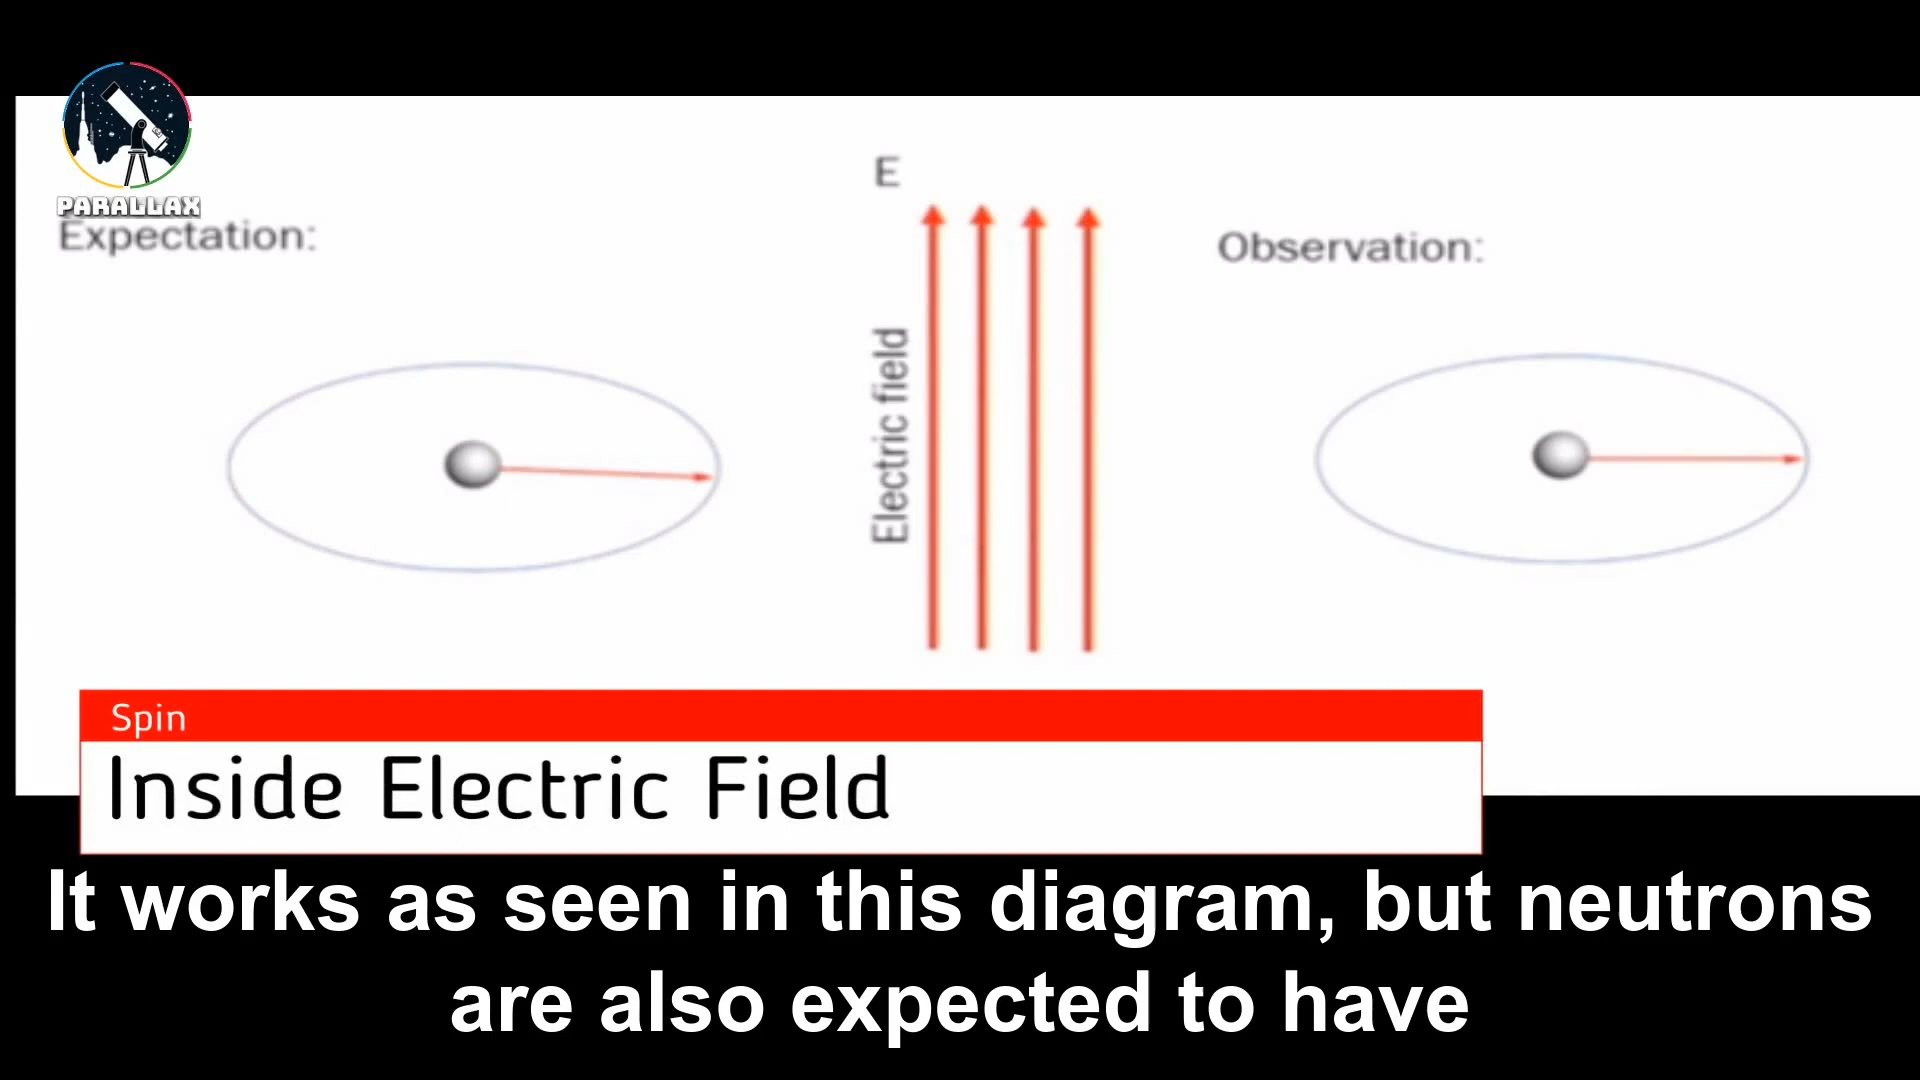 PARALLAX
Expectation:
E
Electric field
Observation:
Spin
Inside Electric Field
It works as seen in this diagram, but neutrons
are also expected to have